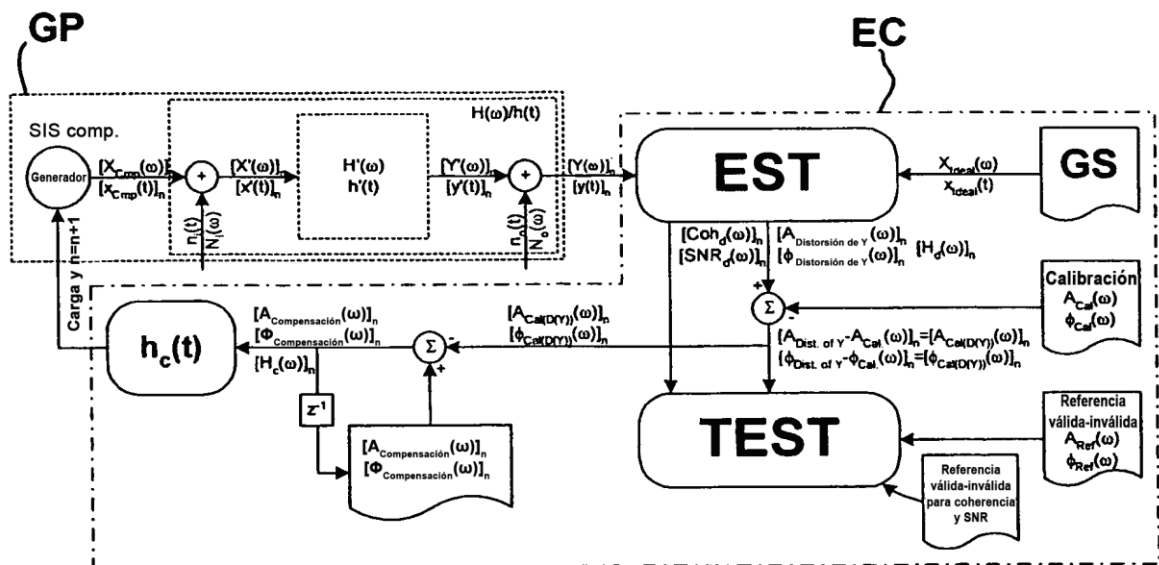 GP
EC
SIS comp.
Generador
[X_Cmp(ω)]_n
[x_Cmp(t)]_n
+
n_i(t)
N_i(ω)
[X'(ω)]_n
[x'(t)]_n
H(ω)/h(t)
H'(ω)
h'(t)
[Y'(ω)]_n
[y'(t)]_n
+
n_o(t)
N_o(ω)
[Y(ω)]_n
[y(t)]_n
EST
X_Ideal(ω)
x_Ideal(t)
GS
[Coh_d(ω)]_n
[SNR_d(ω)]_n
[A_Distorsión de Y(ω)]_n
[ϕ_Distorsión de Y(ω)]_n [H_d(ω)]_n
Calibración
A_Cal(ω)
ϕ_Cal(ω)
+
Σ
-
[A_Dist. of Y-A_Cal.(ω)]_n=[A_Cal(D(Y))(ω)]_n
[ϕ_Dist. of Y-ϕ_Cal.(ω)]_n=[ϕ_Cal(D(Y))(ω)]_n
[A_Cal(D(Y))(ω)]_n
[ϕ_Cal(D(Y))(ω)]_n
-
Σ
+
[A_Compensación(ω)]_n
[Φ_Compensación(ω)]_n
[H_c(ω)]_n
Carga y n=n+1
h_c(t)
z⁻¹
[A_Compensación(ω)]_n
[Φ_Compensación(ω)]_n
TEST
Referencia
válida-inválida
A_Ref(ω)
ϕ_Ref(ω)
Referencia
válida-inválida
para coherencia
y SNR